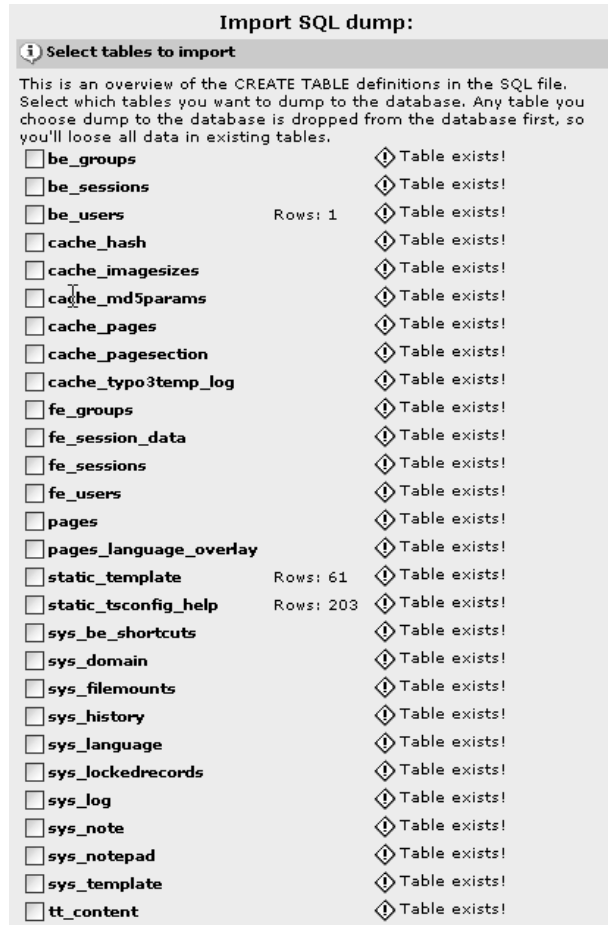 Import SQL dump:
Select tables to import
This is an overview of the CREATE TABLE definitions in the SQL file.
Select which tables you want to dump to the database. Any table you
choose dump to the database is dropped from the database first, so
you'll loose all data in existing tables.
be_groups Table exists!
be_sessions Table exists!
be_users Rows: 1 Table exists!
cache_hash Table exists!
cache_imagesizes Table exists!
cache_md5params Table exists!
cache_pages Table exists!
cache_pagesection Table exists!
cache_typo3temp_log Table exists!
fe_groups Table exists!
fe_session_data Table exists!
fe_sessions Table exists!
fe_users Table exists!
pages Table exists!
pages_language_overlay Table exists!
static_template Rows: 61 Table exists!
static_tsconfig_help Rows: 203 Table exists!
sys_be_shortcuts Table exists!
sys_domain Table exists!
sys_filemounts Table exists!
sys_history Table exists!
sys_language Table exists!
sys_lockedrecords Table exists!
sys_log Table exists!
sys_note Table exists!
sys_notepad Table exists!
sys_template Table exists!
tt_content Table exists!